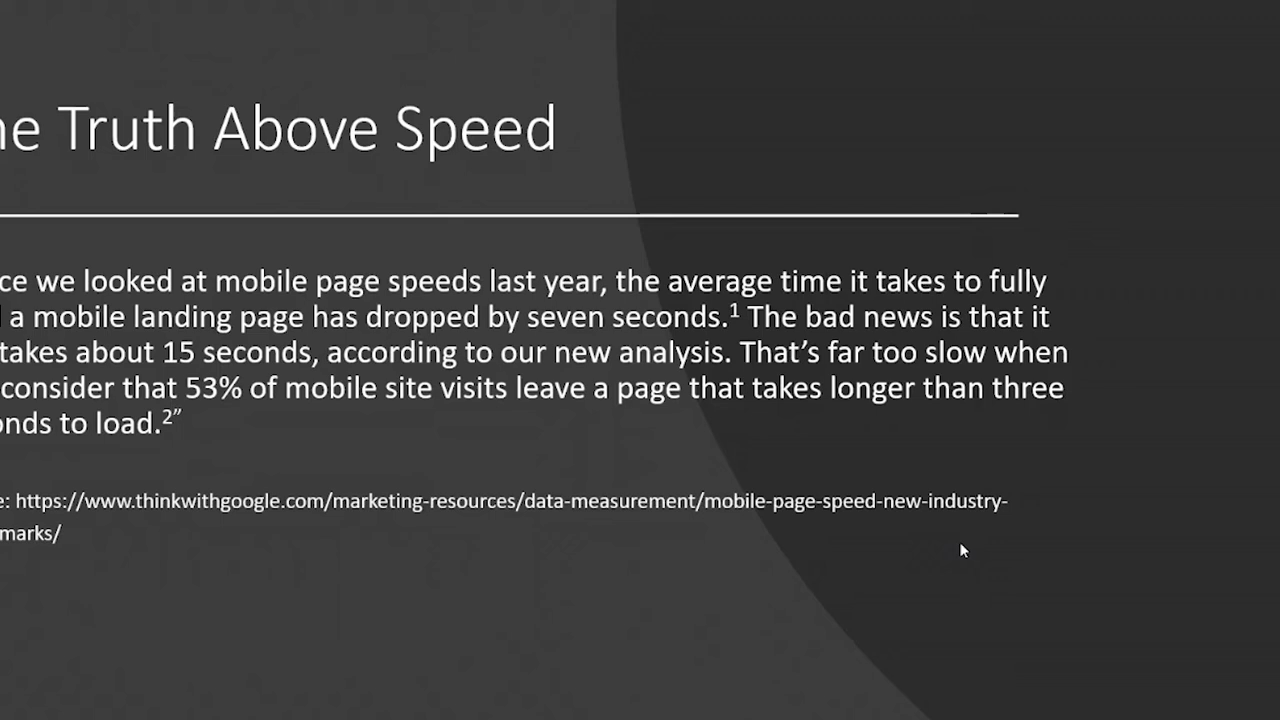 ne Truth Above Speed
ce we looked at mobile page speeds last year, the average time it takes to fully
a mobile landing page has dropped by seven seconds.1 The bad news is that it
takes about 15 seconds, according to our new analysis. That’s far too slow when
consider that 53% of mobile site visits leave a page that takes longer than three
onds to load.2”
e: https://www.thinkwithgoogle.com/marketing-resources/data-measurement/mobile-page-speed-new-industry-
marks/